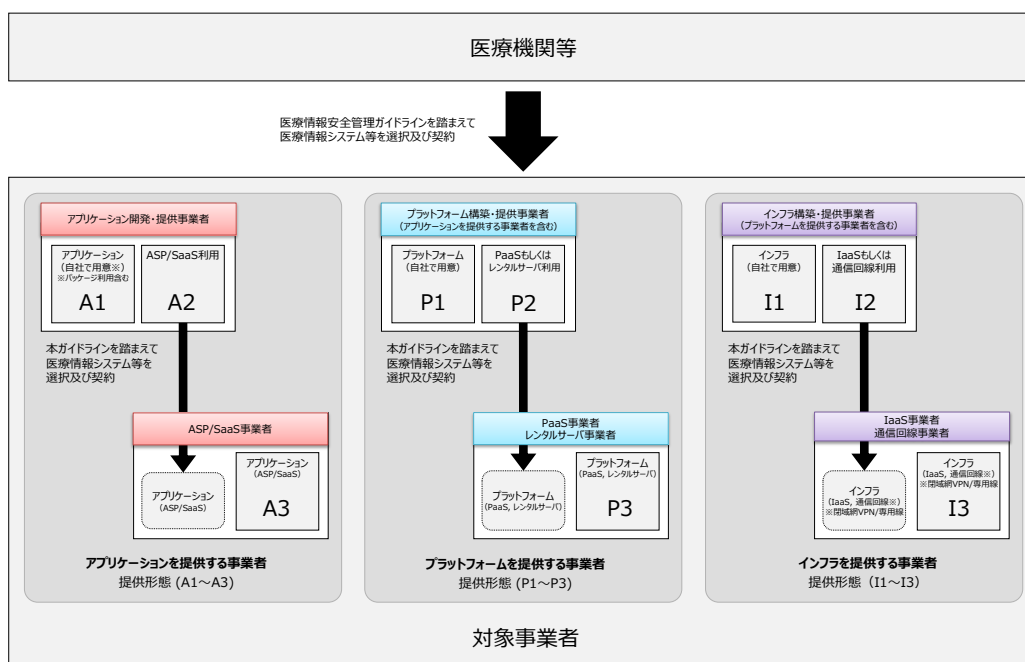 医療機関等
医療情報安全管理ガイドラインを踏まえて
医療情報システム等を選択及び契約
アプリケーション開発・提供事業者
アプリケーション
(自社で用意※)
※パッケージ利用含む
A1
ASP/SaaS利用
A2
本ガイドラインを踏まえて
医療情報システム等を
選択及び契約
ASP/SaaS事業者
アプリケーション
(ASP/SaaS)
アプリケーション
(ASP/SaaS)
A3
アプリケーションを提供する事業者
提供形態 (A1～A3)
プラットフォーム構築・提供事業者
(アプリケーションを提供する事業者を含む)
プラットフォーム
(自社で用意)
P1
PaaSもしくは
レンタルサーバ利用
P2
本ガイドラインを踏まえて
医療情報システム等を
選択及び契約
PaaS事業者
レンタルサーバ事業者
プラットフォーム
(PaaS, レンタルサーバ)
プラットフォーム
(PaaS, レンタルサーバ)
P3
プラットフォームを提供する事業者
提供形態 (P1～P3)
インフラ構築・提供事業者
(プラットフォームを提供する事業者を含む)
インフラ
(自社で用意)
I1
IaaSもしくは
通信回線利用
I2
本ガイドラインを踏まえて
医療情報システム等を
選択及び契約
IaaS事業者
通信回線事業者
インフラ
(IaaS, 通信回線※)
※閉域網VPN/専用線
インフラ
(IaaS, 通信回線※)
※閉域網VPN/専用線
I3
インフラを提供する事業者
提供形態（I1～I3）
対象事業者